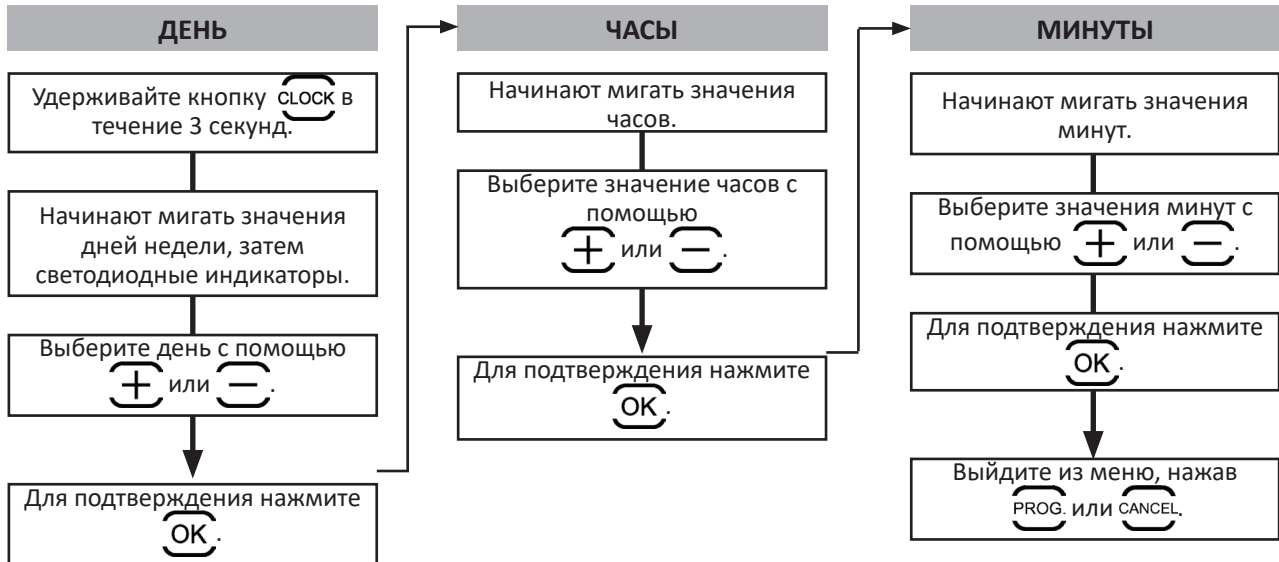 ДЕНЬ
Удерживайте кнопку CLOCK в
течение 3 секунд.
Начинают мигать значения
дней недели, затем
светодиодные индикаторы.
Выберите день с помощью
+ или −.
Для подтверждения нажмите
OK.
ЧАСЫ
Начинают мигать значения
часов.
Выберите значение часов с
помощью
+ или −.
Для подтверждения нажмите
OK.
МИНУТЫ
Начинают мигать значения
минут.
Выберите значения минут с
помощью + или −.
Для подтверждения нажмите
OK.
Выйдите из меню, нажав
PROG. или CANCEL.